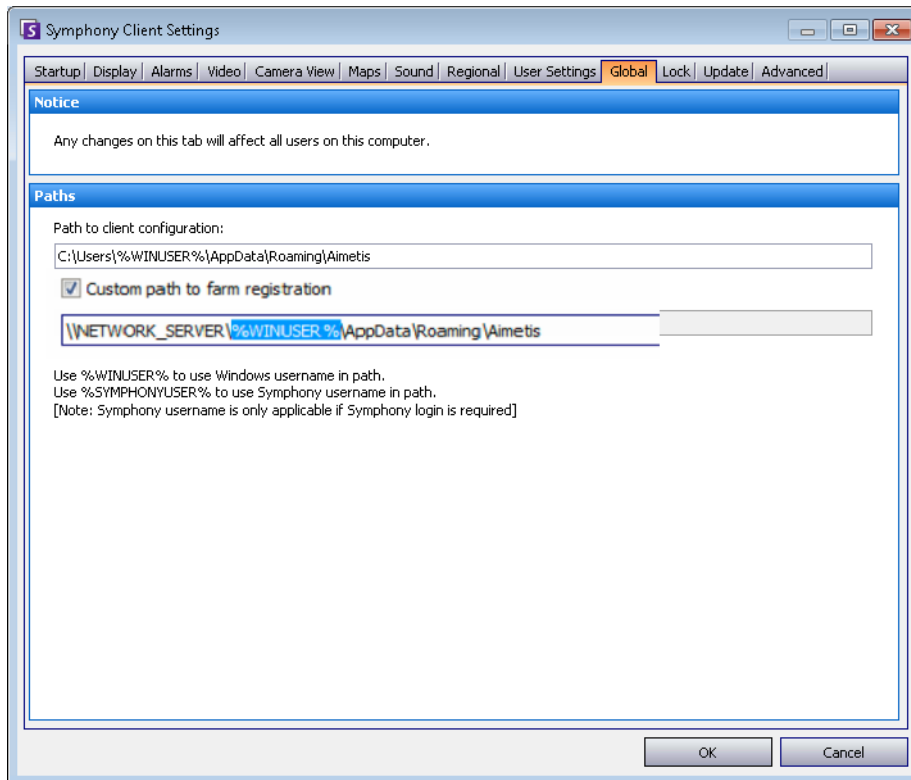 Symphony Client Settings
Startup Display Alarms Video Camera View Maps Sound Regional User Settings Global Lock Update Advanced
Notice
Any changes on this tab will affect all users on this computer.
Paths
Path to client configuration:
C:\Users\%WINUSER%\AppData\Roaming\Aimetis
Custom path to farm registration
\\NETWORK_SERVER\%WINUSER%\AppData\Roaming\Aimetis
Use %WINUSER% to use Windows username in path.
Use %SYMPHONYUSER% to use Symphony username in path.
[Note: Symphony username is only applicable if Symphony login is required]
OK Cancel